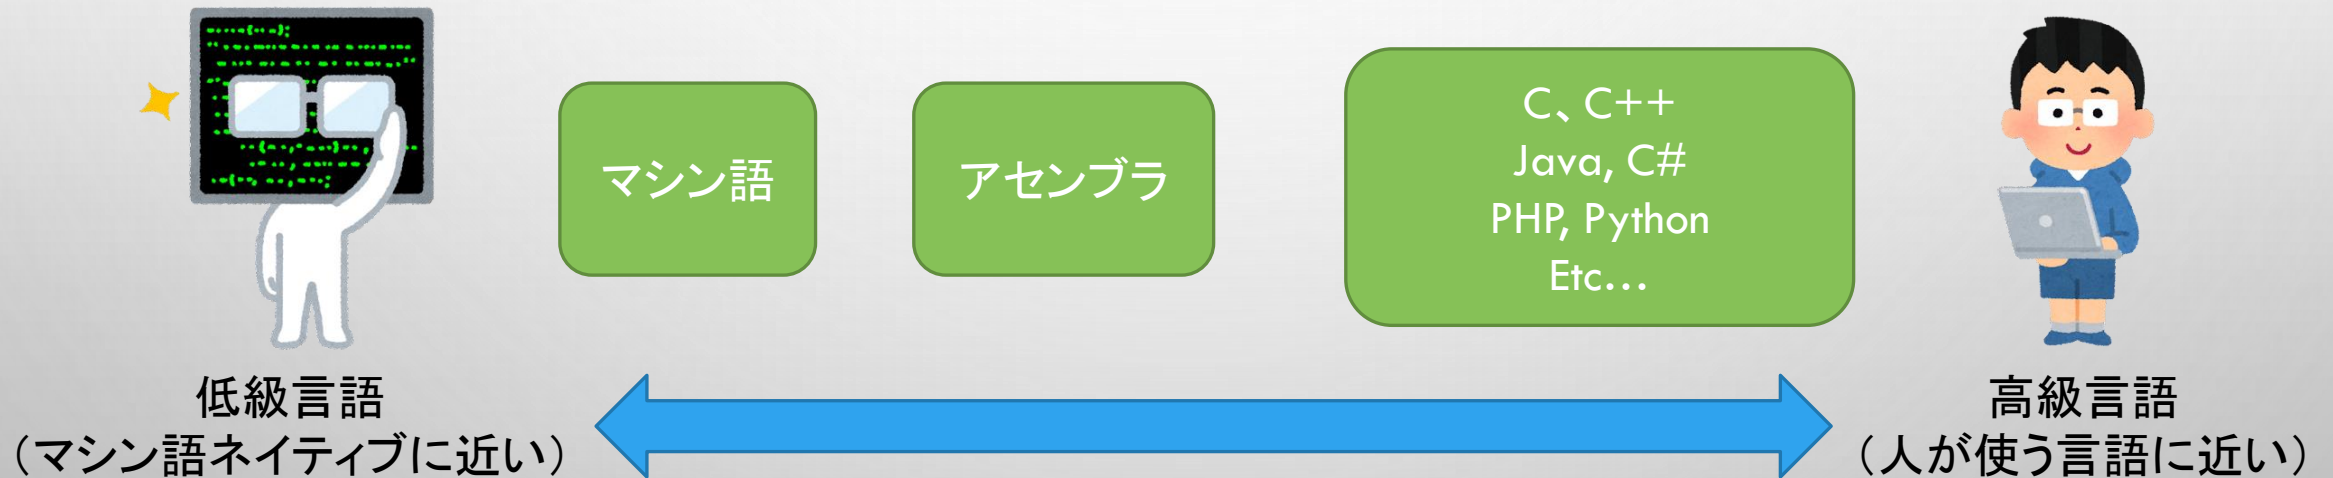 マシン語
アセンブラ
C、C++
Java, C#
PHP, Python
Etc…
低級言語
（マシン語ネイティブに近い）
高級言語
（人が使う言語に近い）